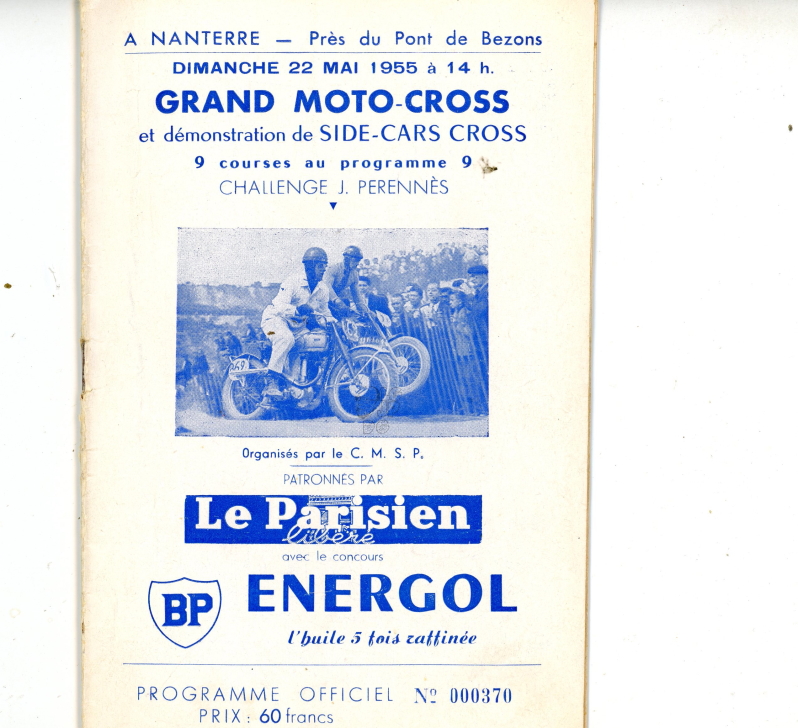 A NANTERRE — Près du Pont de Bezons
DIMANCHE 22 MAI 1955 à 14 h.
GRAND MOTO-CROSS
et démonstration de SIDE-CARS CROSS
9 courses au programme 9
CHALLENGE J. PERENNÈS
Organisés par le C. M. S. P.
PATRONNÉS PAR
Le Parisien
libéré
avec le concours
BP ENERGOL
l'huile 5 fois raffinée
PROGRAMME OFFICIEL Nº 000370
PRIX : 60 francs